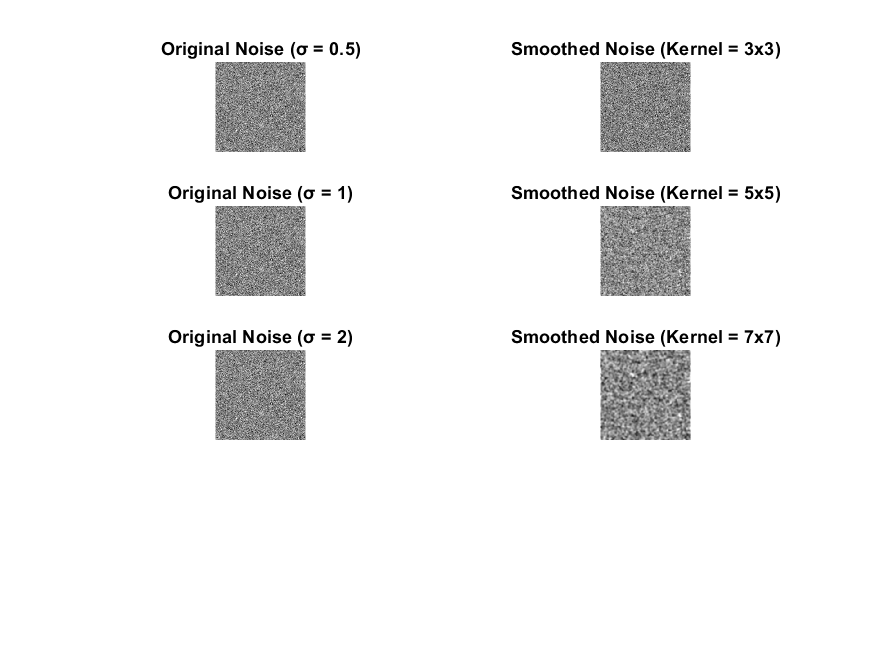 Original Noise (σ = 0.5)
Smoothed Noise (Kernel = 3x3)
Original Noise (σ = 1)
Smoothed Noise (Kernel = 5x5)
Original Noise (σ = 2)
Smoothed Noise (Kernel = 7x7)